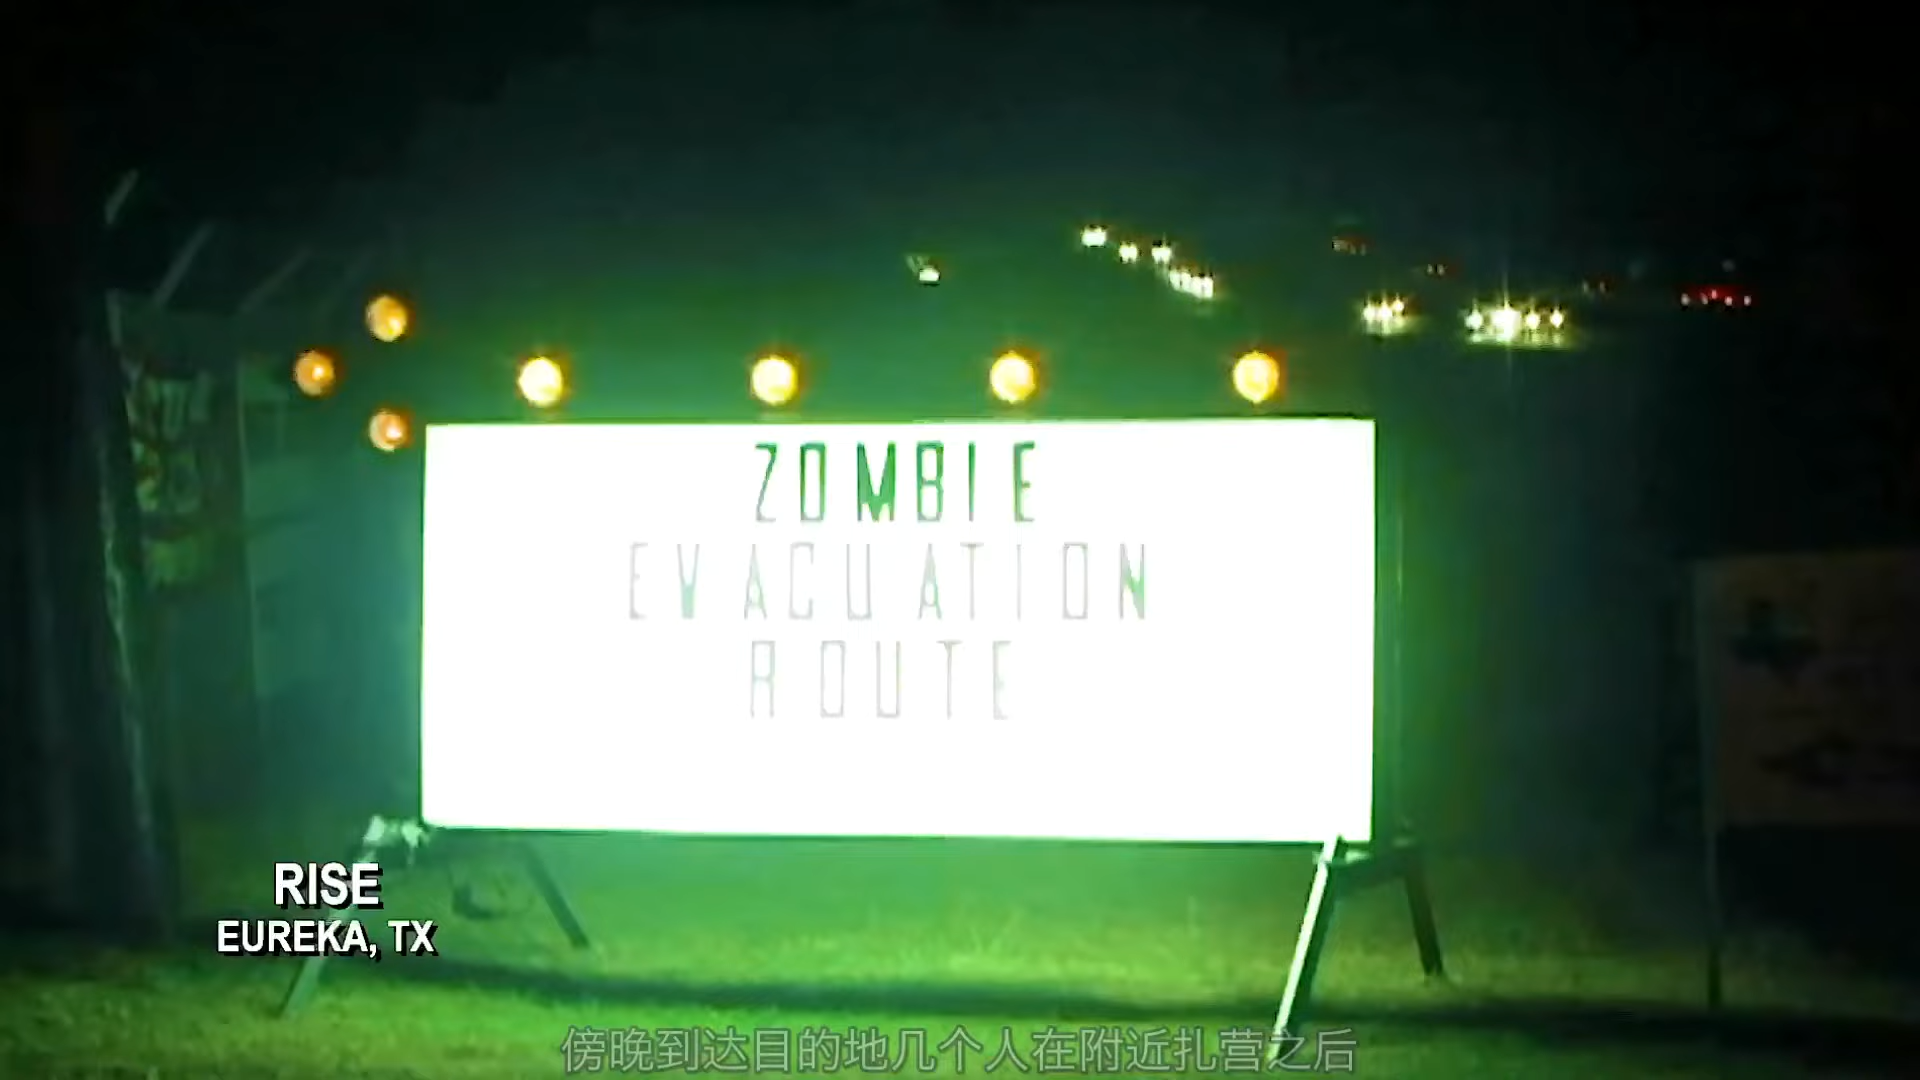 ZOMBIE
EVACUATION
ROUTE
RISE
EUREKA, TX
傍晚到达目的地几个人在附近扎营之后